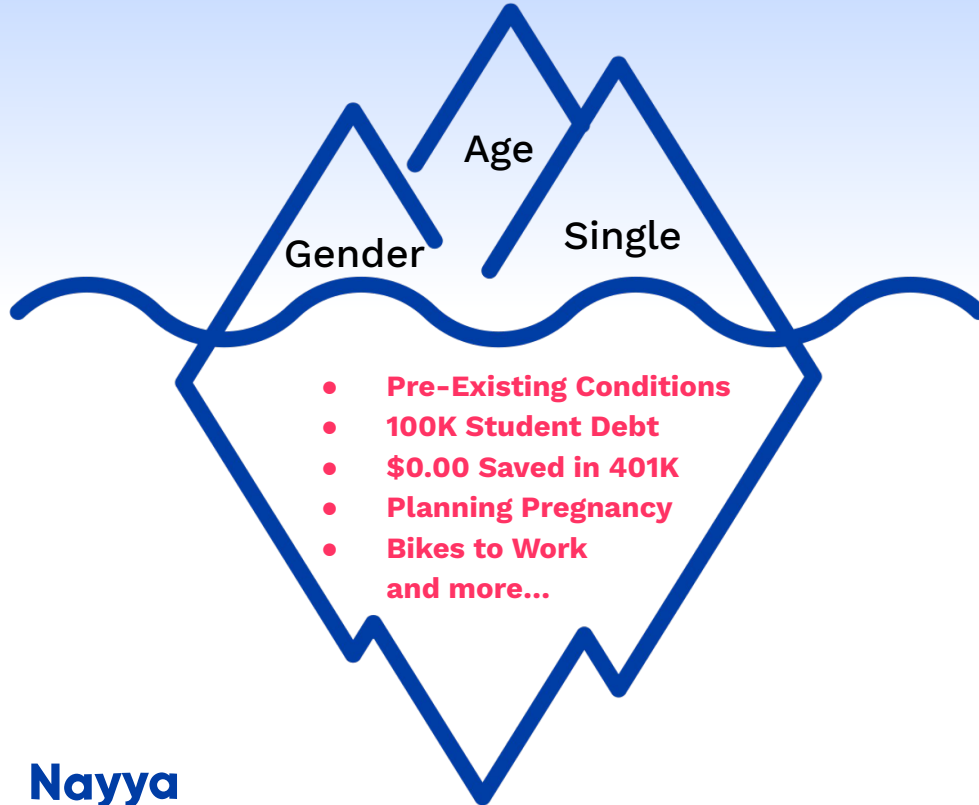 Age
Single
Gender
● Pre-Existing Conditions
● 100K Student Debt
● $0.00 Saved in 401K
● Planning Pregnancy
● Bikes to Work
and more...
Nayya